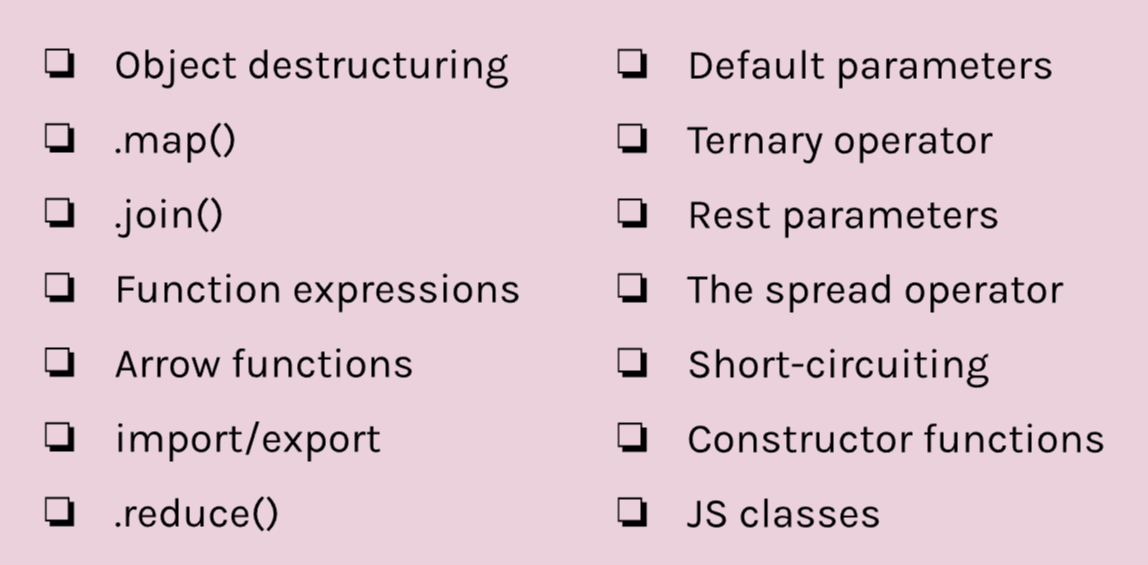 ❏ Object destructuring
❏ .map()
❏ .join()
❏ Function expressions
❏ Arrow functions
❏ import/export
❏ .reduce()
❏ Default parameters
❏ Ternary operator
❏ Rest parameters
❏ The spread operator
❏ Short-circuiting
❏ Constructor functions
❏ JS classes